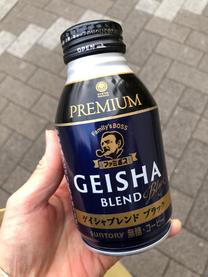 OPEN
PREMIUM
Family's BOSS
ファミボス
GEISHA
BLEND Black
ゲイシャブレンド ブラック
SUNTORY 無糖・コーヒー